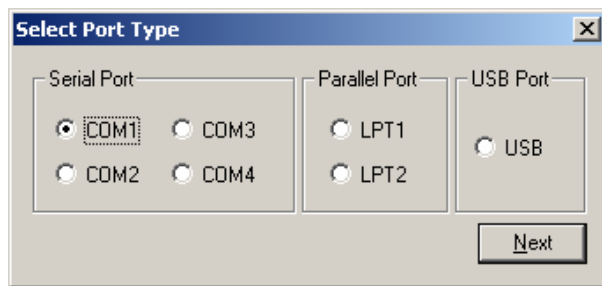 Select Port Type
Serial Port Parallel Port USB Port
COM1 COM3 LPT1 USB
COM2 COM4 LPT2
Next